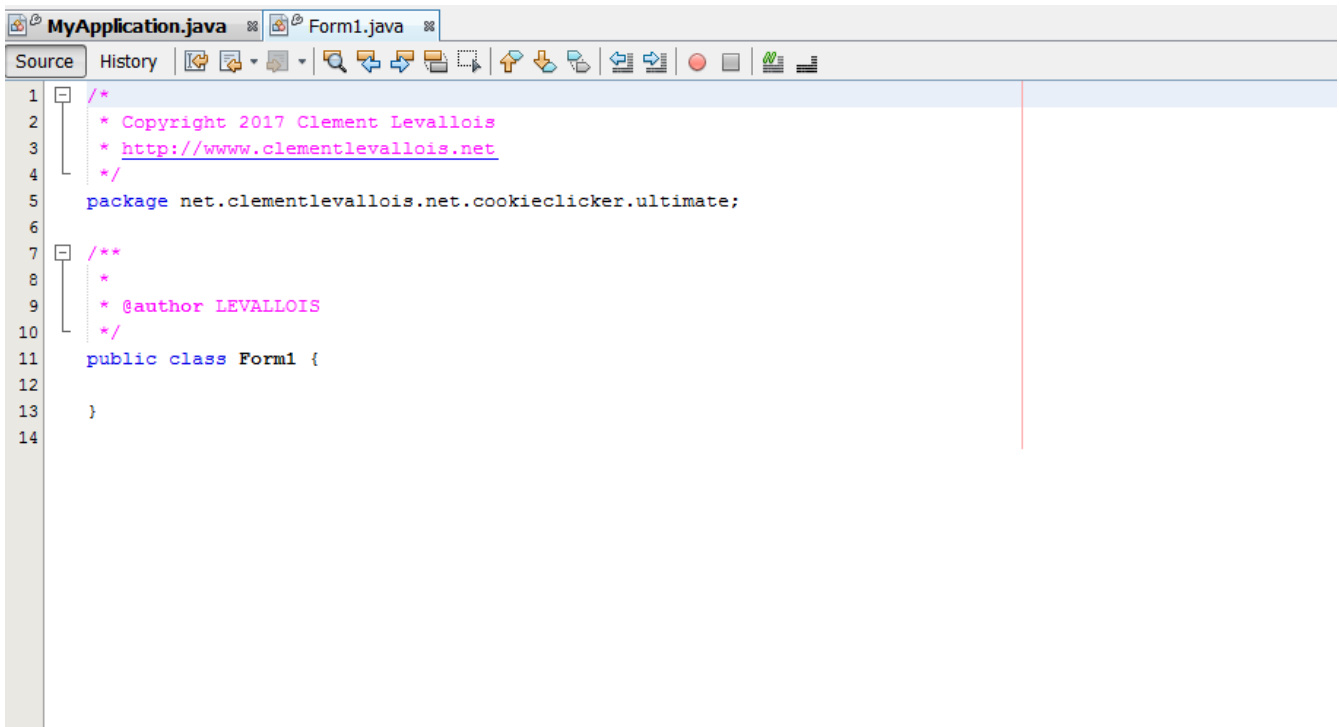 MyApplication.java Form1.java
Source History
1 /*
2 * Copyright 2017 Clement Levallois
3 * http://wwww.clementlevallois.net
4 */
5 package net.clementlevallois.net.cookieclicker.ultimate;
6
7 /**
8 *
9 * @author LEVALLOIS
10 */
11 public class Form1 {
12
13 }
14